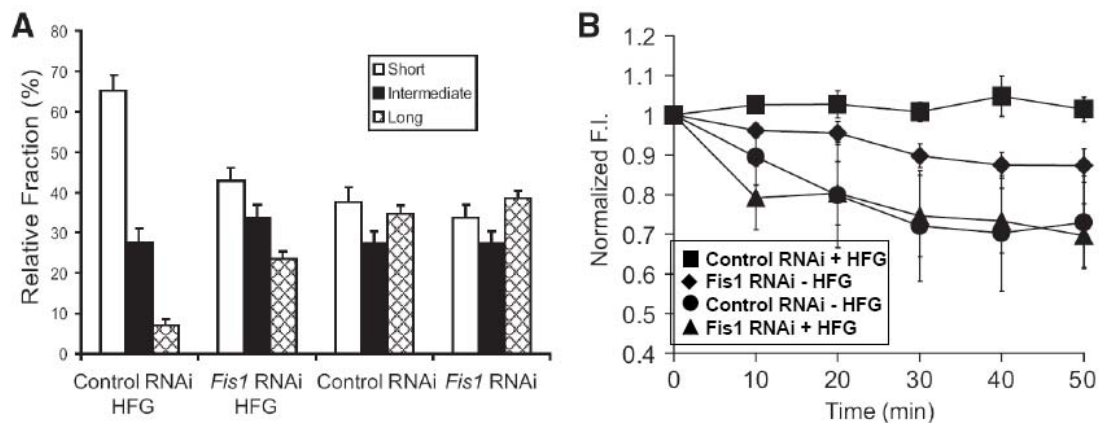 A
Relative Fraction (%)
80
70
60
50
40
30
20
10
0
Short
Intermediate
Long
Control RNAi
HFG
Fis1 RNAi
HFG
Control RNAi
Fis1 RNAi
B
Normalized F.I.
1.2
1.1
1
0.9
0.8
0.7
0.6
0.5
0.4
Control RNAi + HFG
Fis1 RNAi - HFG
Control RNAi - HFG
Fis1 RNAi + HFG
0 10 20 30 40 50
Time (min)